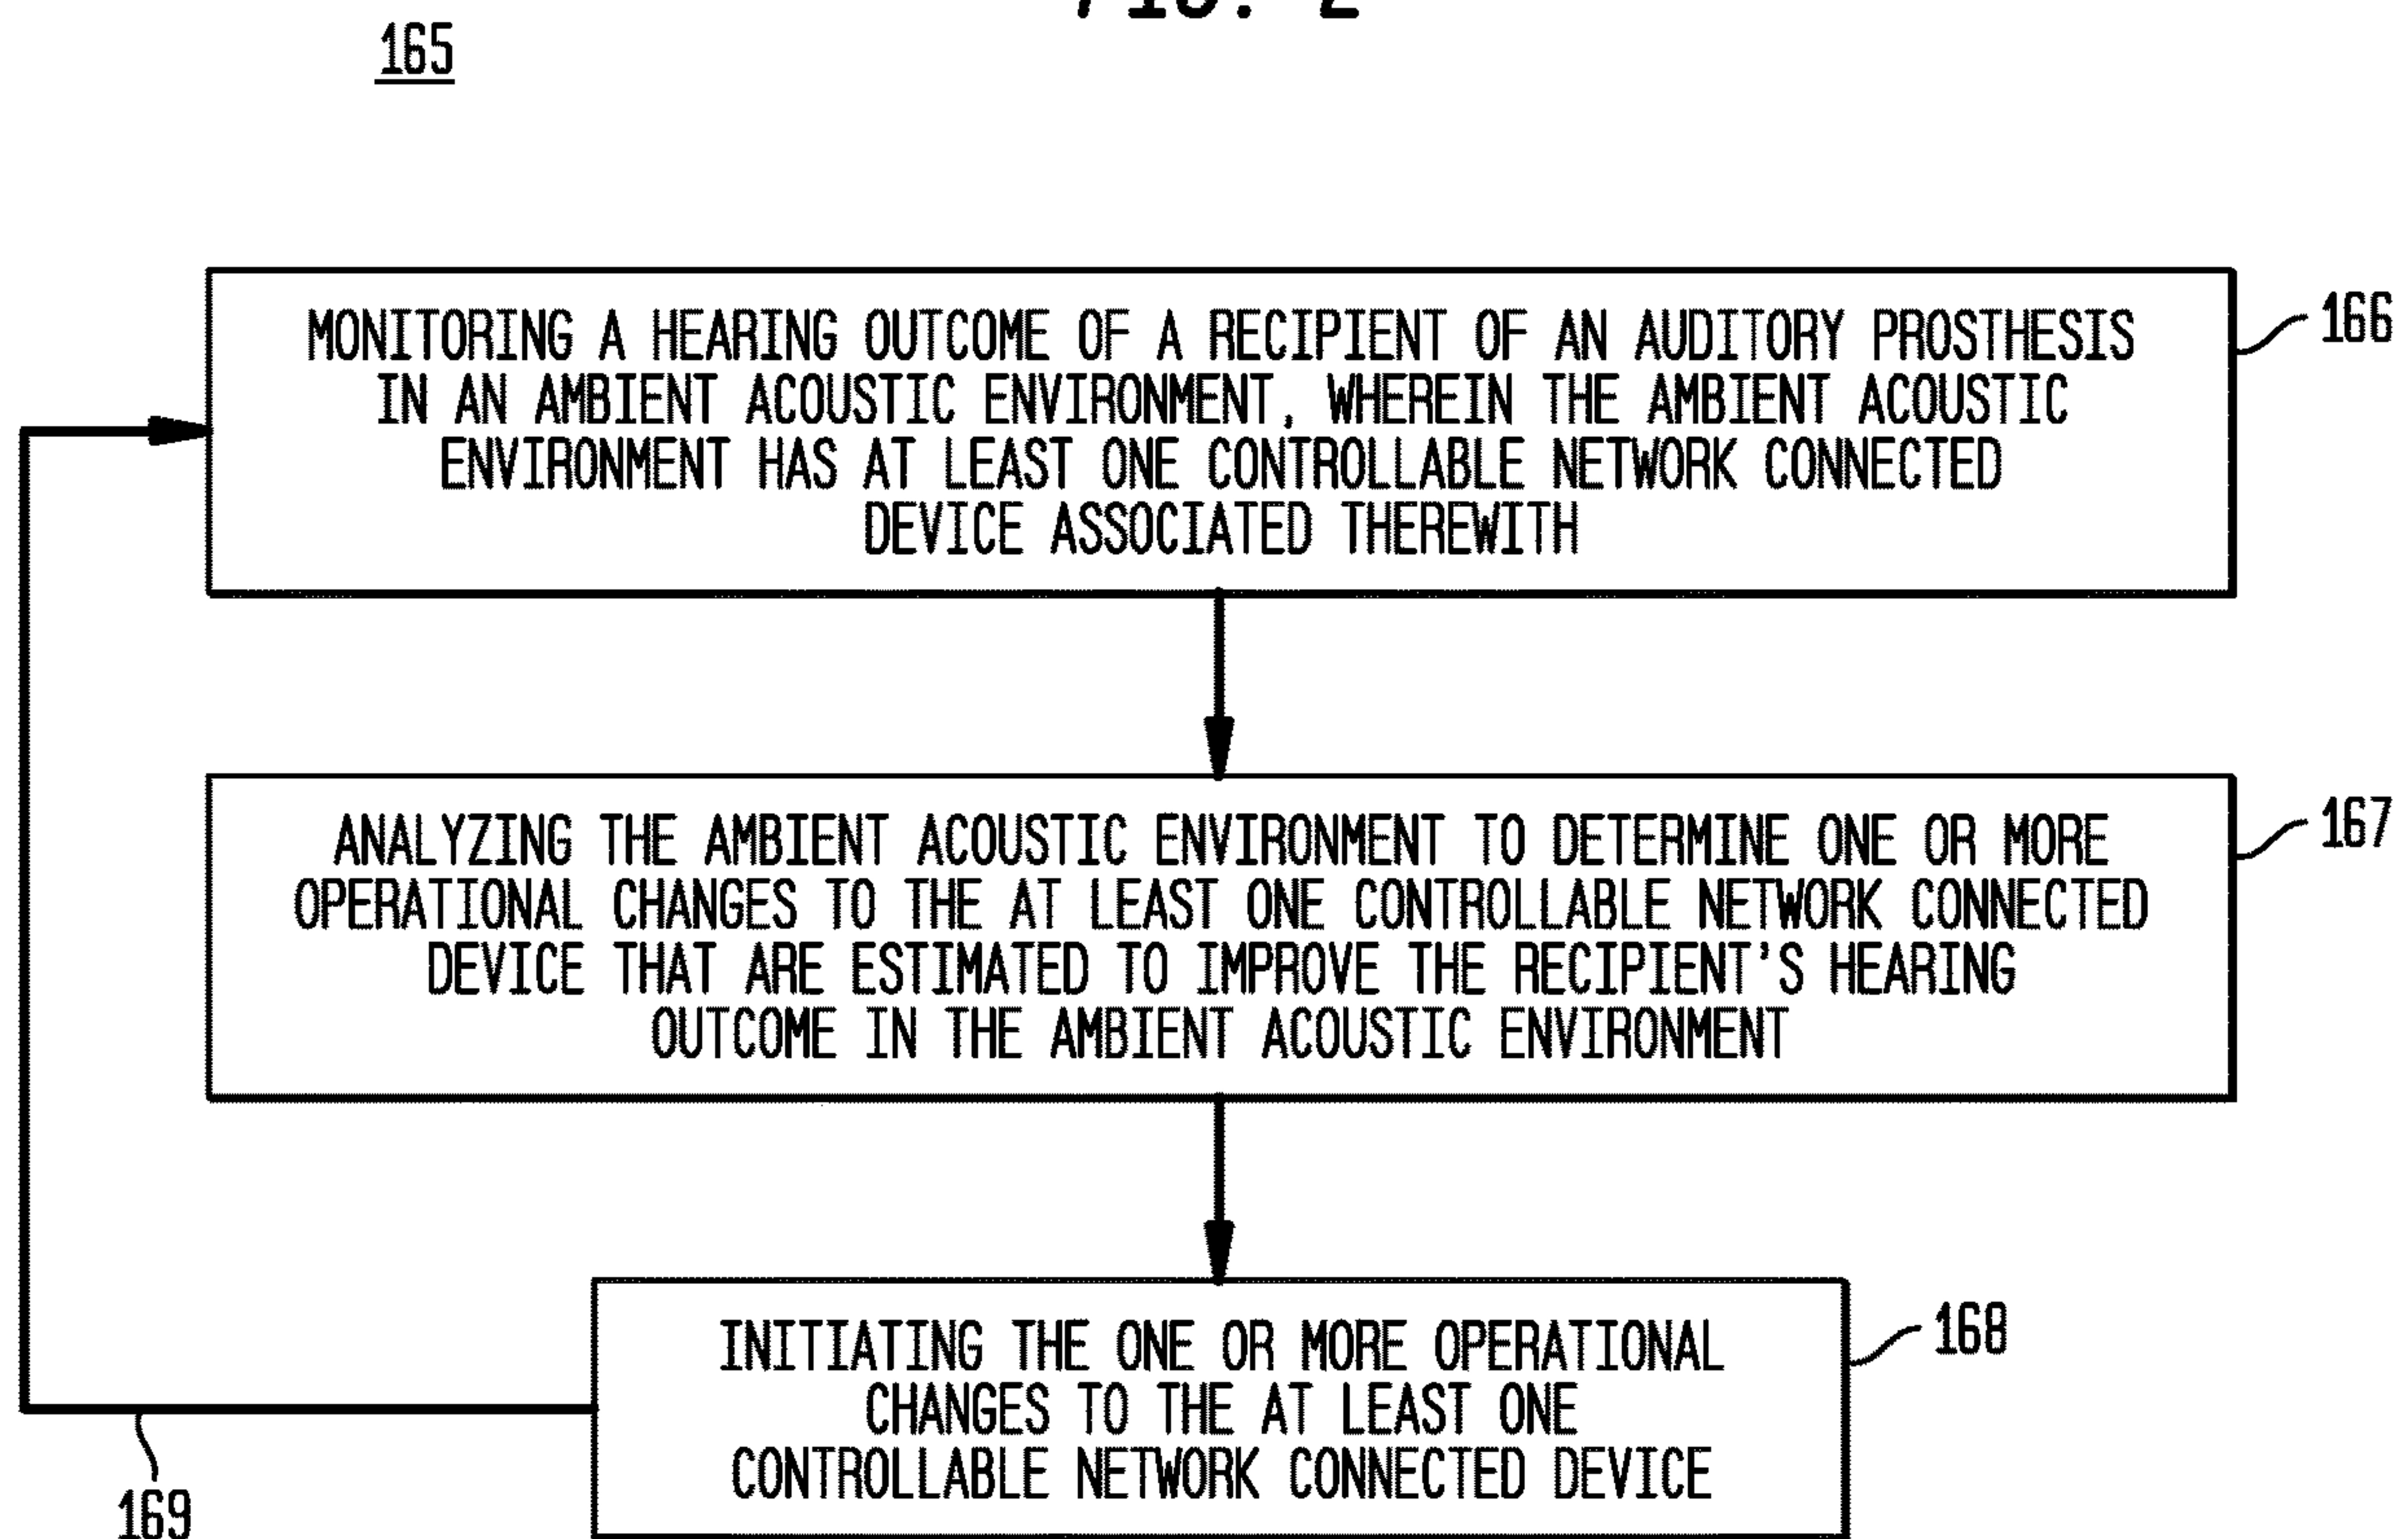 FIG. 2
165
MONITORING A HEARING OUTCOME OF A RECIPIENT OF AN AUDITORY PROSTHESIS
IN AN AMBIENT ACOUSTIC ENVIRONMENT, WHEREIN THE AMBIENT ACOUSTIC
ENVIRONMENT HAS AT LEAST ONE CONTROLLABLE NETWORK CONNECTED
DEVICE ASSOCIATED THEREWITH
166
ANALYZING THE AMBIENT ACOUSTIC ENVIRONMENT TO DETERMINE ONE OR MORE
OPERATIONAL CHANGES TO THE AT LEAST ONE CONTROLLABLE NETWORK CONNECTED
DEVICE THAT ARE ESTIMATED TO IMPROVE THE RECIPIENT'S HEARING
OUTCOME IN THE AMBIENT ACOUSTIC ENVIRONMENT
167
INITIATING THE ONE OR MORE OPERATIONAL
CHANGES TO THE AT LEAST ONE
CONTROLLABLE NETWORK CONNECTED DEVICE
168
169